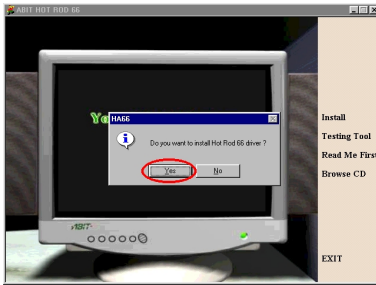 ABIT HOT ROD 66
HA66
Do you want to install Hot Rod 66 driver ?
Yes
No
Install
Testing Tool
Read Me First
Browse CD
ABIT
EXIT